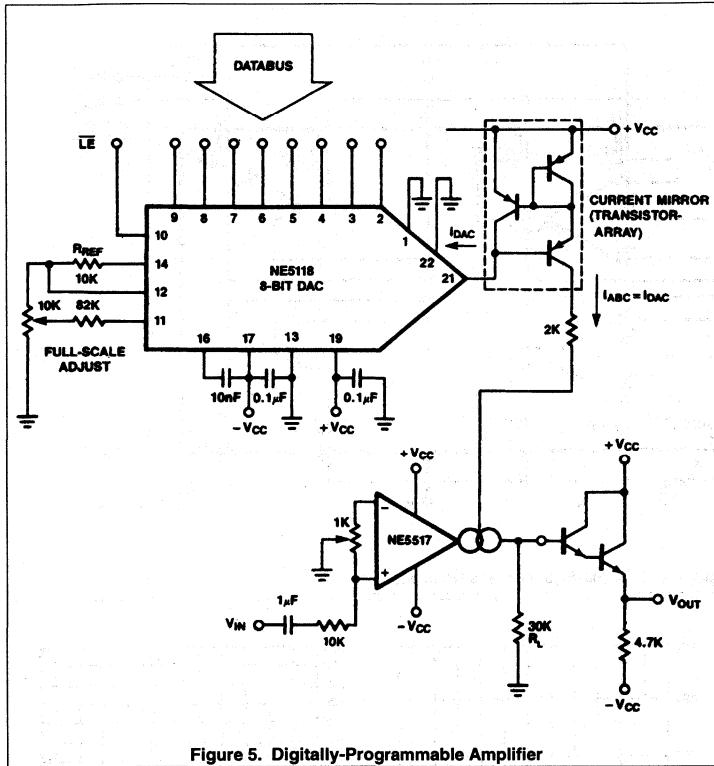 DATABUS
LE
+ VCC
9 8 7 6 5 4 3 2
10
1
CURRENT MIRROR
(TRANSISTOR-
ARRAY)
IDAC
22
RREF
14
10K
NE5118
8-BIT DAC
21
12
IABC = IDAC
10K
82K
11
2K
FULL-SCALE
ADJUST
16 17 13 19
10nF
0.1µF
0.1µF
– VCC
+ VCC
+ VCC
+ VCC
–
1K
NE5517
+
1µF
VIN
10K
– VCC
30K
RL
VOUT
4.7K
– VCC
Figure 5. Digitally-Programmable Amplifier